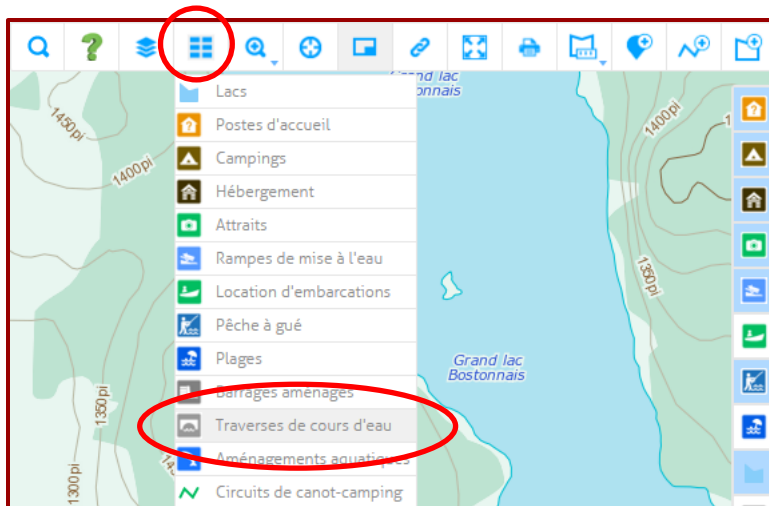 Grand lac
onnais
Lacs
Postes d'accueil
Campings
Hébergement
Attraits
Rampes de mise à l'eau
Location d'embarcations
Pêche à gué
Plages
Barrages aménagés
Traverses de cours d'eau
Aménagements aquatiques
Circuits de canot-camping
1450pi
1400pi
1400pi
1350pi
Grand lac
Bostonnais
1350pi
1300pi